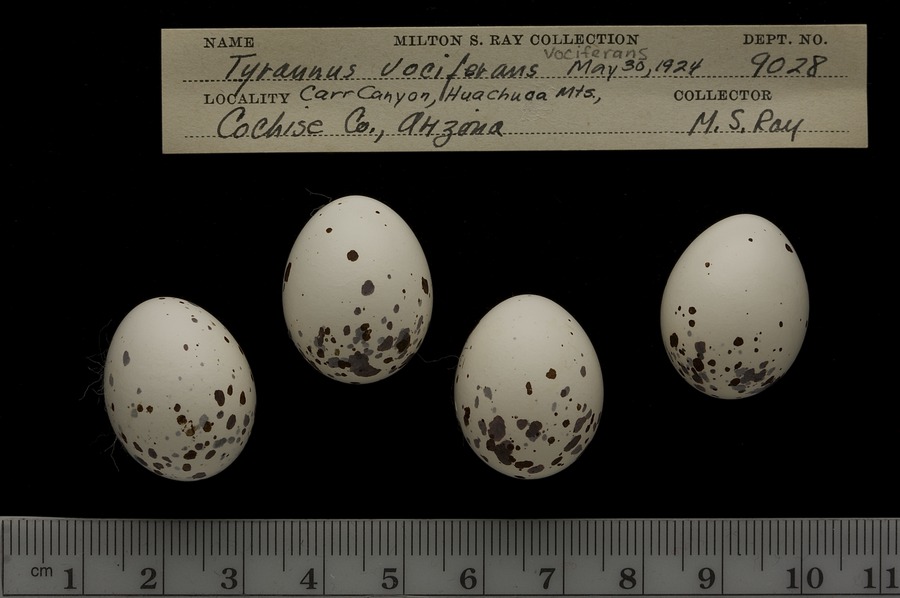 NAME MILTON S. RAY COLLECTION DEPT. NO.
vociferans
Tyrannus vociferans May 30, 1924 9028
LOCALITY Carr Canyon, Huachuca Mts., COLLECTOR
Cochise Co., Arizona M. S. Ray
cm 1 2 3 4 5 6 7 8 9 10 11